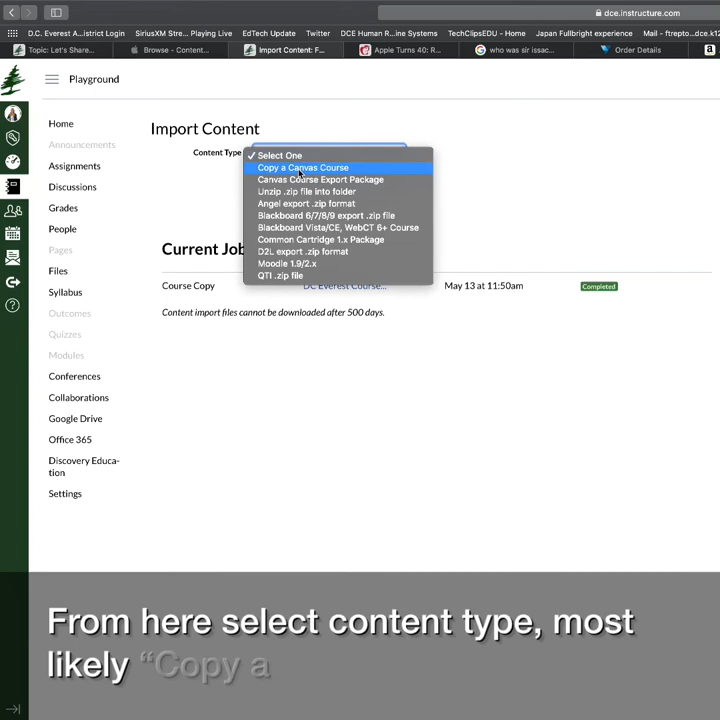 dce.instructure.com
D.C. Everest A...istrict Login SiriusXM Stre... Playing Live EdTech Update Twitter DCE Human R...ine Systems TechClipsEDU - Home Japan Fullbright experience Mail - ftrepto...dce.k12
Topic: Let's Share... Browse - Content... Import Content: F... Apple Turns 40: R... who was sir issac... Order Details
Playground
Home
Announcements
Assignments
Discussions
Grades
People
Pages
Files
Syllabus
Outcomes
Quizzes
Modules
Conferences
Collaborations
Google Drive
Office 365
Discovery Educa-
tion
Settings
Import Content
Content Type
✓ Select One
Copy a Canvas Course
Canvas Course Export Package
Unzip .zip file into folder
Angel export .zip format
Blackboard 6/7/8/9 export .zip file
Blackboard Vista/CE, WebCT 6+ Course
Common Cartridge 1.x Package
D2L export .zip format
Moodle 1.9/2.x
QTI .zip file
Current Job
Course Copy DC Everest Course... May 13 at 11:50am Completed
Content import files cannot be downloaded after 500 days.
From here select content type, most
likely “Copy a